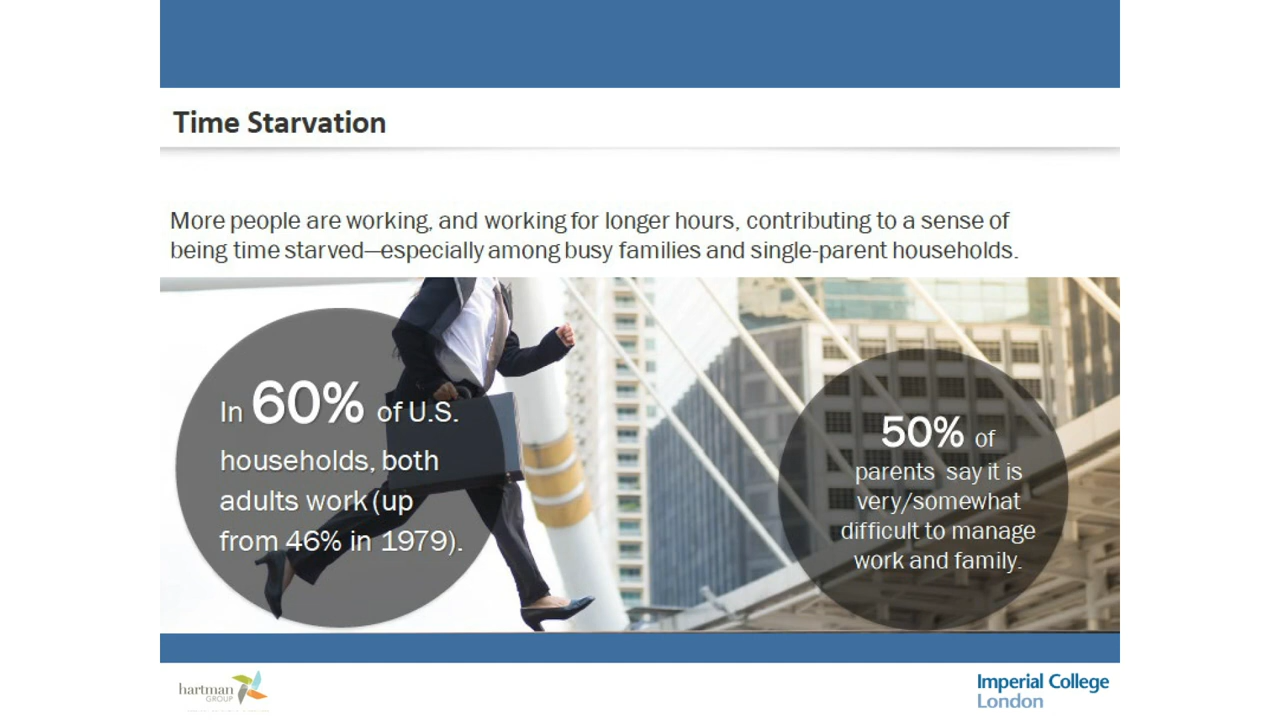 Time Starvation
More people are working, and working for longer hours, contributing to a sense of
being time starved—especially among busy families and single-parent households.
In 60% of U.S.
households, both
adults work (up
from 46% in 1979).
50% of
parents say it is
very/somewhat
difficult to manage
work and family.
hartman
GROUP
Imperial College
London